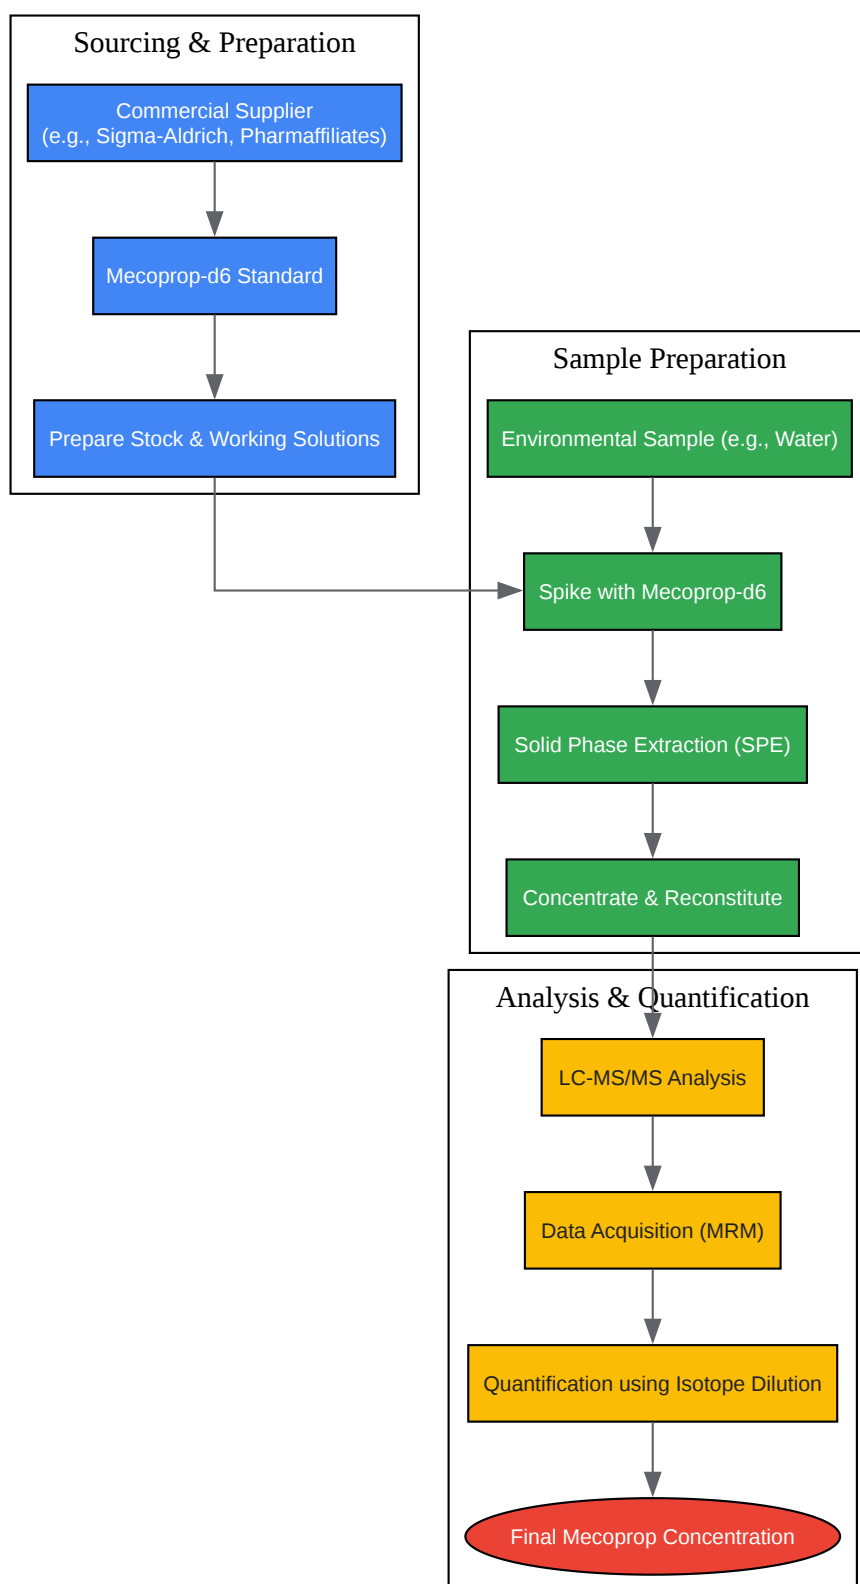 Sourcing & Preparation
Commercial Supplier
(e.g., Sigma-Aldrich, Pharmaffiliates)
Mecoprop-d6 Standard
Prepare Stock & Working Solutions
Sample Preparation
Environmental Sample (e.g., Water)
Spike with Mecoprop-d6
Solid Phase Extraction (SPE)
Concentrate & Reconstitute
Analysis & Quantification
LC-MS/MS Analysis
Data Acquisition (MRM)
Quantification using Isotope Dilution
Final Mecoprop Concentration